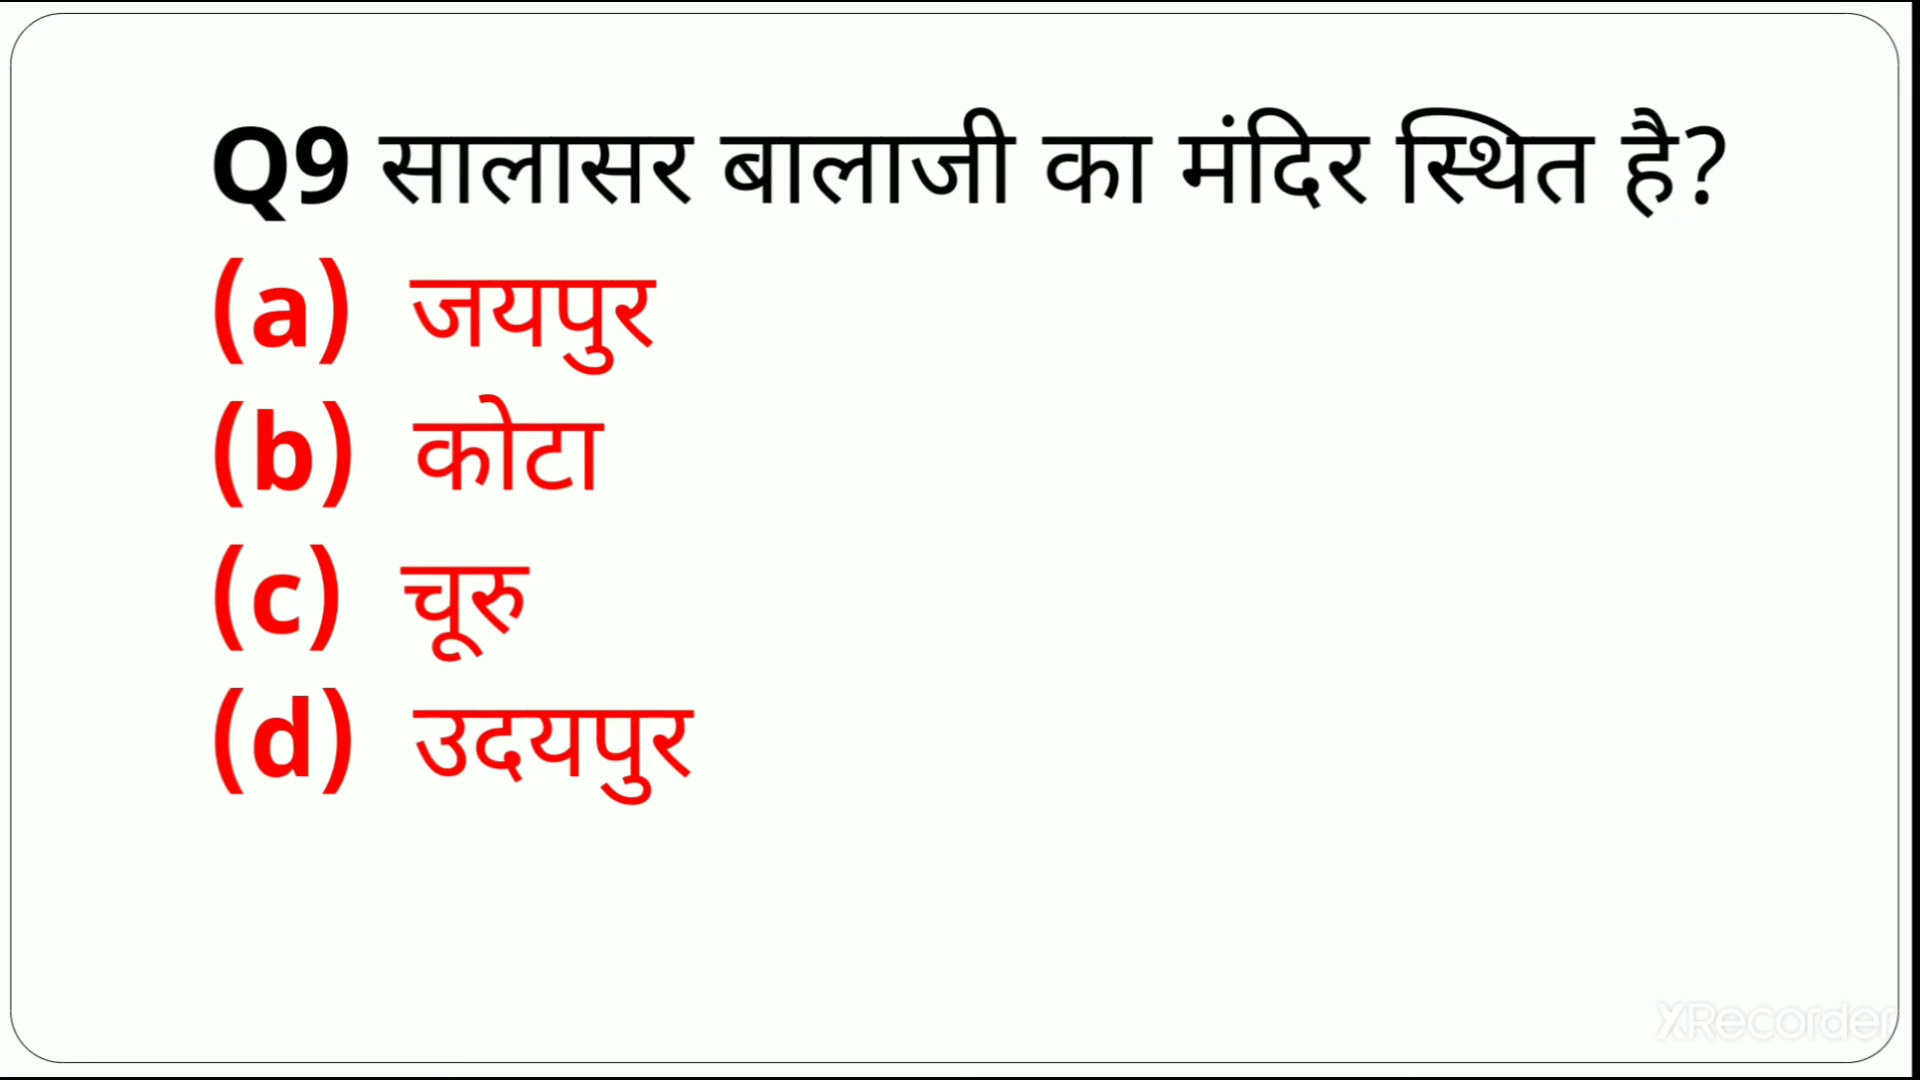 Q9 सालासर बालाजी का मंदिर स्थित है?
(a) जयपुर
(b) कोटा
(c) चूरु
(d) उदयपुर
XRecorder